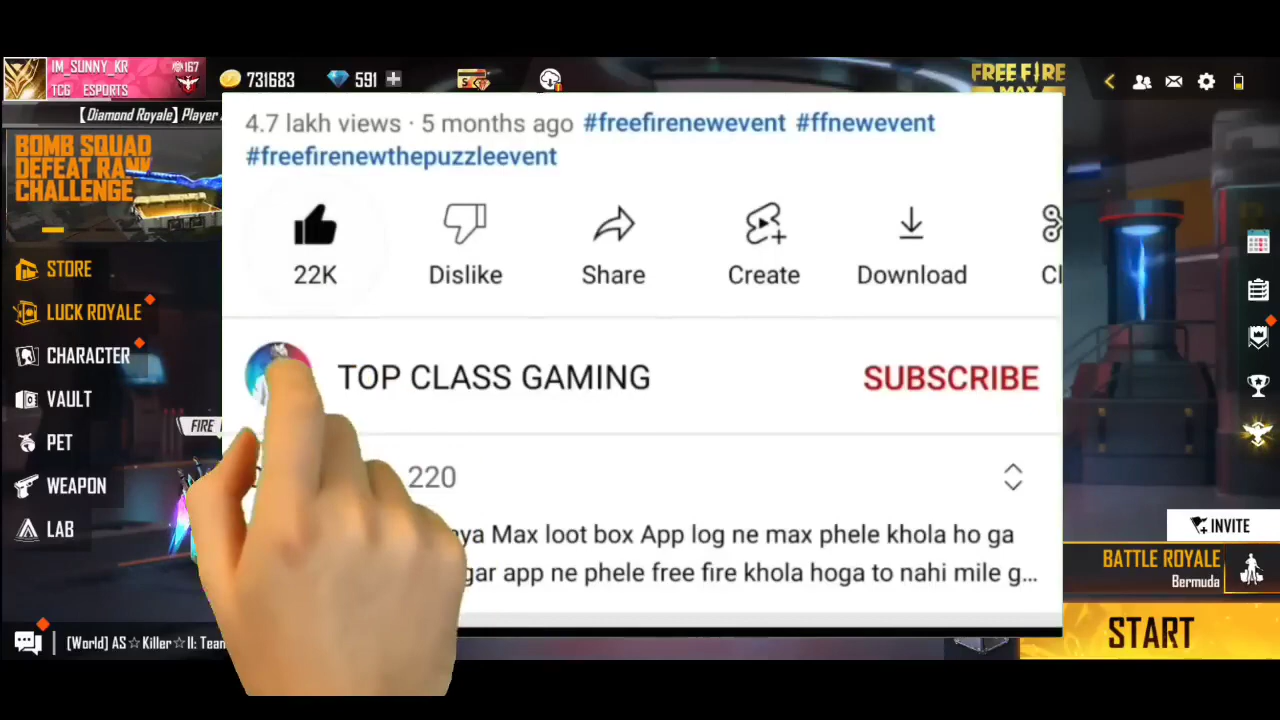 IM_SUNNY_KR
167
TCG ESPORTS
731683
591
FREE FIRE
MAX
[Diamond Royale] Player
BOMB SQUAD
DEFEAT RANK
CHALLENGE
4.7 lakh views · 5 months ago #freefirenewevent #ffnewevent
#freefirenewthepuzzleevent
22K
Dislike
Share
Create
Download
STORE
LUCK ROYALE
CHARACTER
VAULT
PET
WEAPON
LAB
FIRE
TOP CLASS GAMING
SUBSCRIBE
220
Max loot box App log ne max phele khola ho ga
app ne phele free fire khola hoga to nahi mile g...
INVITE
BATTLE ROYALE
Bermuda
START
[World] AS☆Killer☆II: Team